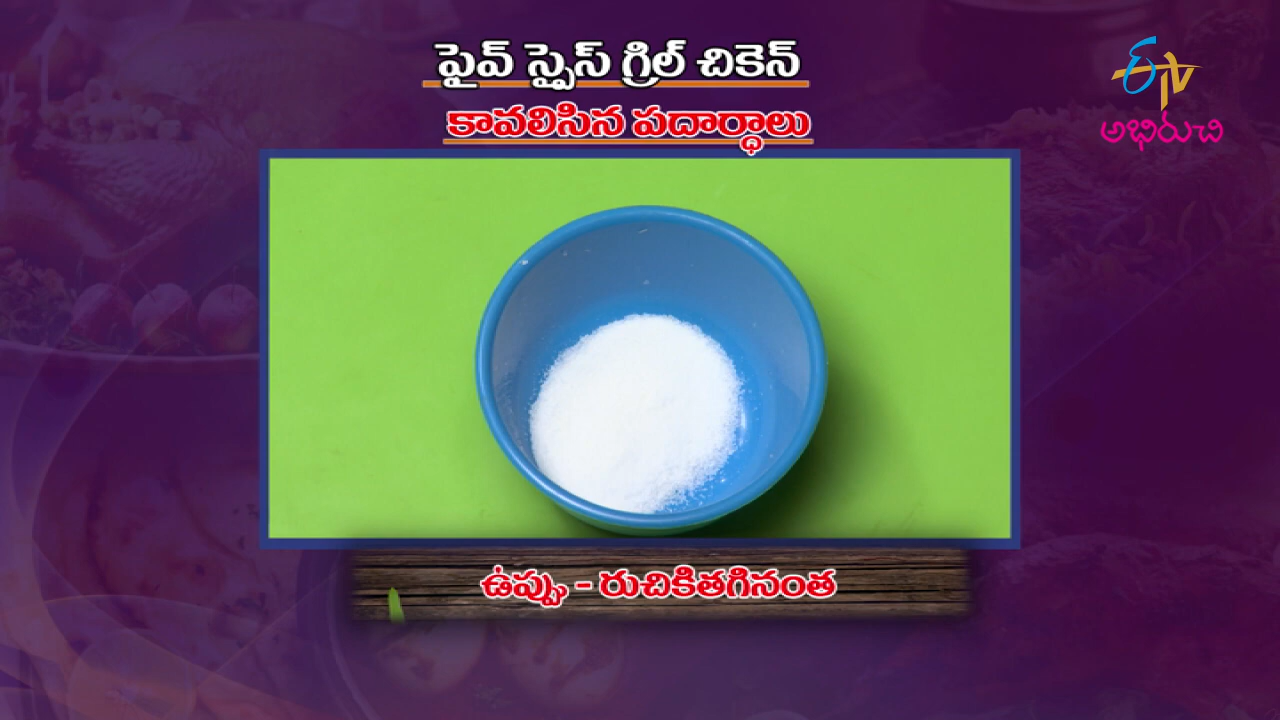 ఫైవ్ స్పైస్ గ్రిల్ చికెన్
కావలిసిన పదార్థాలు
ETV
అభిరుచి
ఉప్పు - రుచికితగినంత